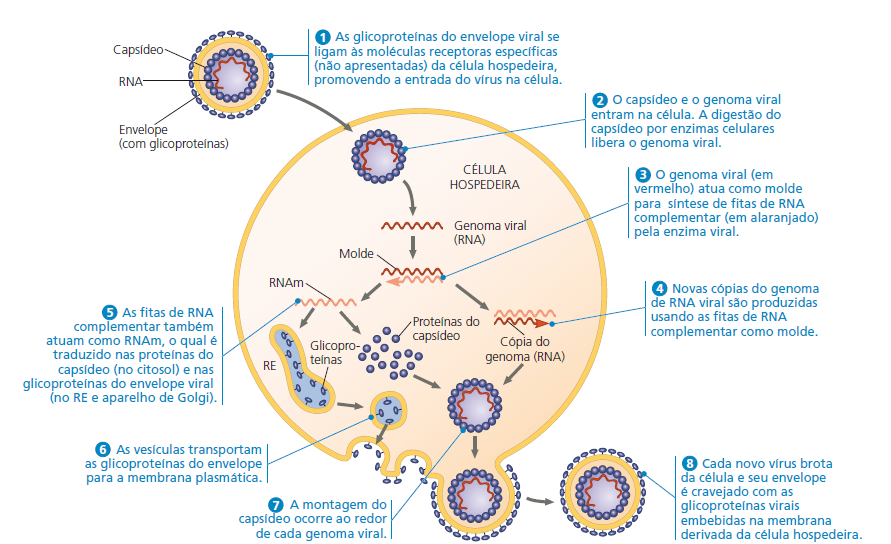 Capsídeo
RNA
Envelope
(com glicoproteínas)
1 As glicoproteínas do envelope viral se
ligam às moléculas receptoras específicas
(não apresentadas) da célula hospedeira,
promovendo a entrada do vírus na célula.
2 O capsídeo e o genoma viral
entram na célula. A digestão do
capsídeo por enzimas celulares
libera o genoma viral.
CÉLULA
HOSPEDEIRA
3 O genoma viral (em
vermelho) atua como molde
para síntese de fitas de RNA
complementar (em alaranjado)
pela enzima viral.
Genoma viral
(RNA)
Molde
RNAm
4 Novas cópias do genoma
de RNA viral são produzidas
usando as fitas de RNA
complementar como molde.
5 As fitas de RNA
complementar também
atuam como RNAm, o qual é
traduzido nas proteínas do
capsídeo (no citosol) e nas
glicoproteínas do envelope viral
(no RE e aparelho de Golgi).
RE
Glicopro-
teínas
Proteínas do
capsídeo
Cópia do
genoma (RNA)
6 As vesículas transportam
as glicoproteínas do envelope
para a membrana plasmática.
7 A montagem do
capsídeo ocorre ao redor
de cada genoma viral.
8 Cada novo vírus brota
da célula e seu envelope
é cravejado com as
glicoproteínas virais
embebidas na membrana
derivada da célula hospedeira.